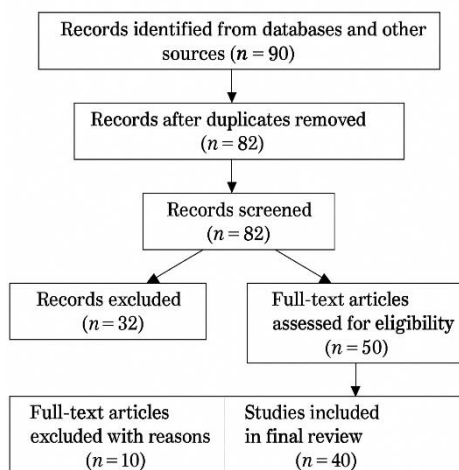 Records identified from databases and other
sources (n = 90)
Records after duplicates removed
(n = 82)
Records screened
(n = 82)
Records excluded
(n = 32)
Full-text articles
assessed for eligibility
(n = 50)
Full-text articles
excluded with reasons
(n = 10)
Studies included
in final review
(n = 40)